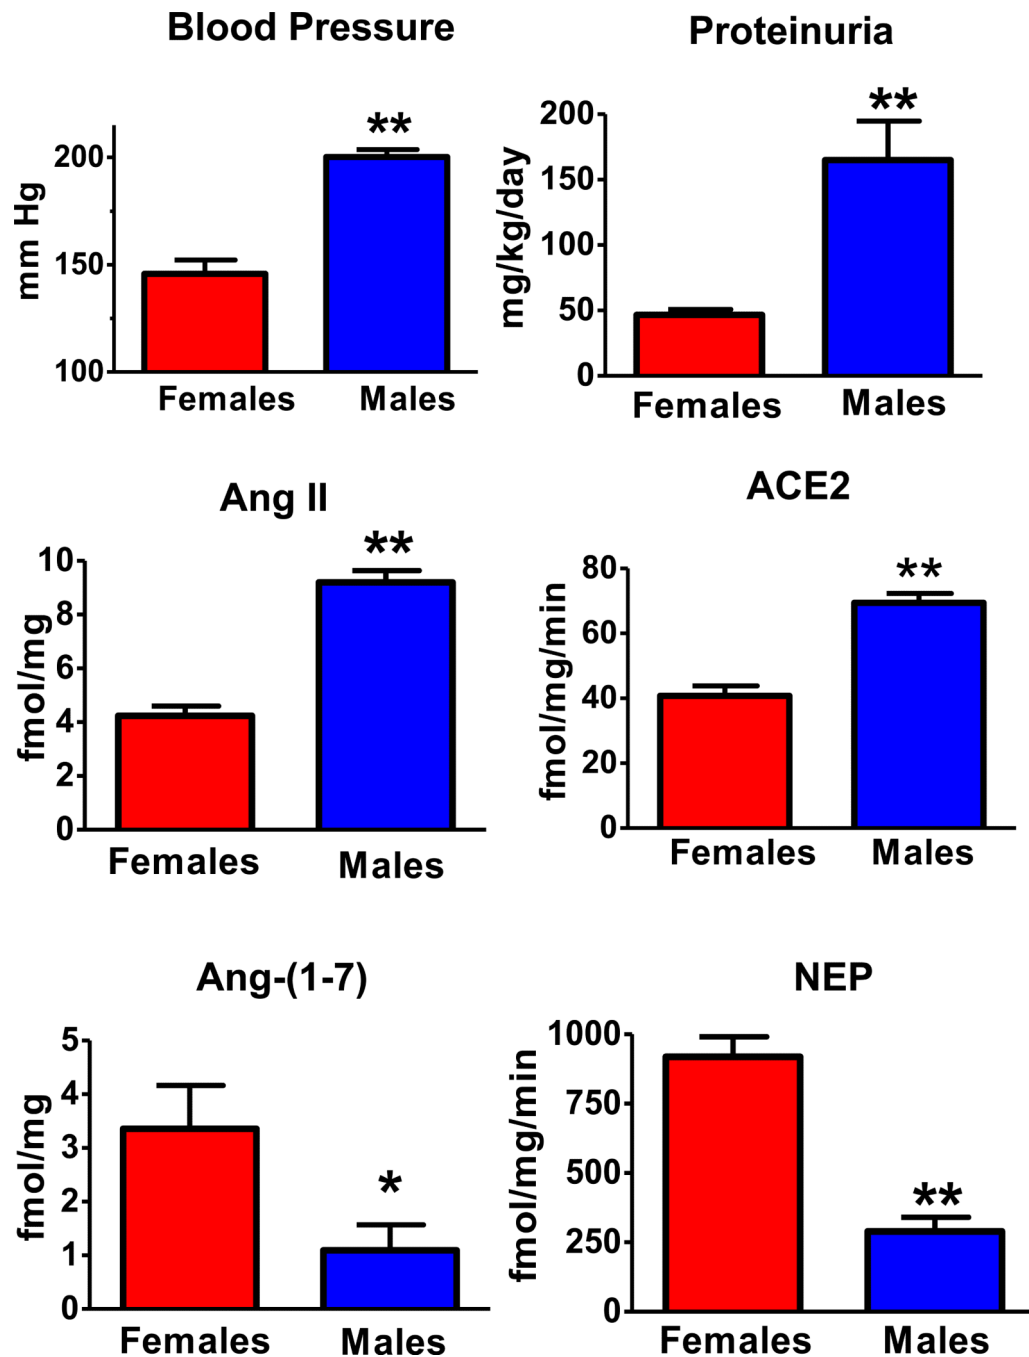 Blood Pressure
**
200
150
100
mm Hg
Females
Males
Proteinuria
**
200
150
100
50
0
mg/kg/day
Females
Males
Ang II
**
10
8
6
4
2
0
fmol/mg
Females
Males
ACE2
**
80
60
40
20
0
fmol/mg/min
Females
Males
Ang-(1-7)
*
5
4
3
2
1
0
fmol/mg
Females
Males
NEP
**
1000
750
500
250
0
fmol/mg/min
Females
Males